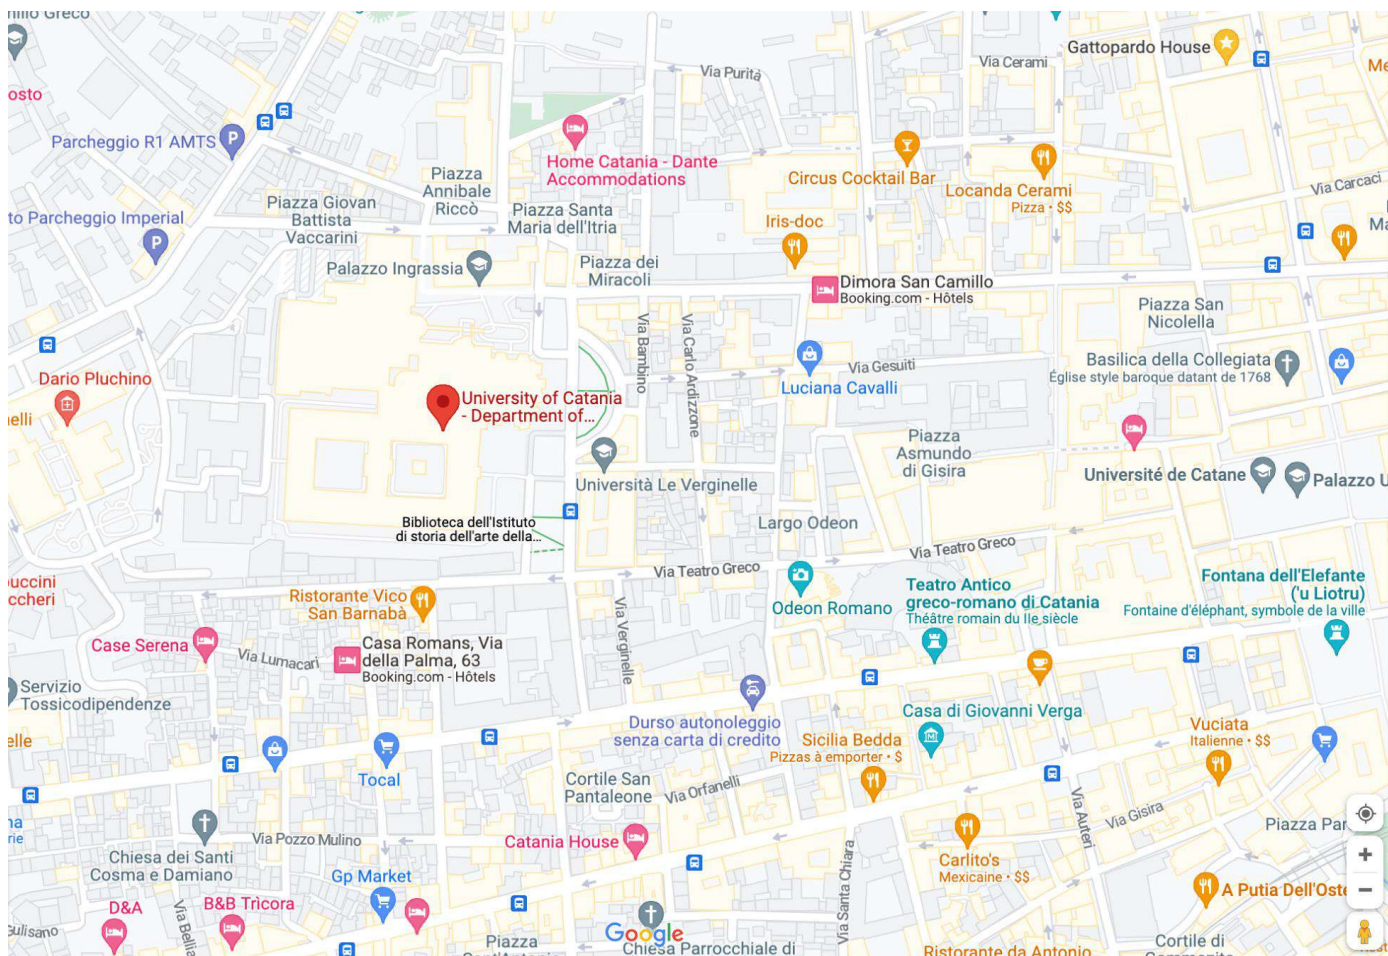 Gattopardo House
Via Purità
Via Cerami
osto
Parcheggio R1 AMTS
Home Catania - Dante
Accommodations
Circus Cocktail Bar
Locanda Cerami
Pizza • $$
Via Carcaci
Piazza
Annibale
Riccò
Piazza Giovan
Battista
Vaccarini
to Parcheggio Imperial
Piazza Santa
Maria dell'Itria
Iris-doc
Palazzo Ingrassia
Piazza dei
Miracoli
Dimora San Camillo
Booking.com - Hôtels
Piazza San
Nicolella
Via Bambino
Via Carlo Ardizzone
Via Gesuiti
Basilica della Collegiata
Église style baroque datant de 1768
Dario Pluchino
Luciana Cavalli
University of Catania
- Department of...
Piazza
Asmundo
di Gisira
Università Le Verginelle
Université de Catane
Palazzo U
Biblioteca dell'Istituto
di storia dell'arte della...
Largo Odeon
Via Teatro Greco
Via Teatro Greco
puccini
ccheri
Ristorante Vico
San Barnabà
Odeon Romano
Teatro Antico
greco-romano di Catania
Théâtre romain du IIe siècle
Fontana dell'Elefante
('u Liotru)
Fontaine d'éléphant, symbole de la ville
Case Serena
Via Lumacari
Casa Romans, Via
della Palma, 63
Booking.com - Hôtels
Via Verginelle
Servizio
Tossicodipendenze
Durso autonoleggio
senza carta di credito
Casa di Giovanni Verga
Sicilia Bedda
Pizzas à emporter • $
Vuciata
Italienne • $$
elle
Tocal
Cortile San
Pantaleone
Via Orfanelli
Via Auteri
Via Gisira
Piazza Par
Via Pozzo Mulino
Chiesa dei Santi
Cosma e Damiano
Catania House
Via Santa Chiara
Carlito's
Mexicaine • $$
Gp Market
A Putia Dell'Oste
D&A
B&B Trìcora
Via Bellia
Gulisano
Google
Piazza
Chiesa Parrocchiale di
Ristorante da Antonio
Cortile di